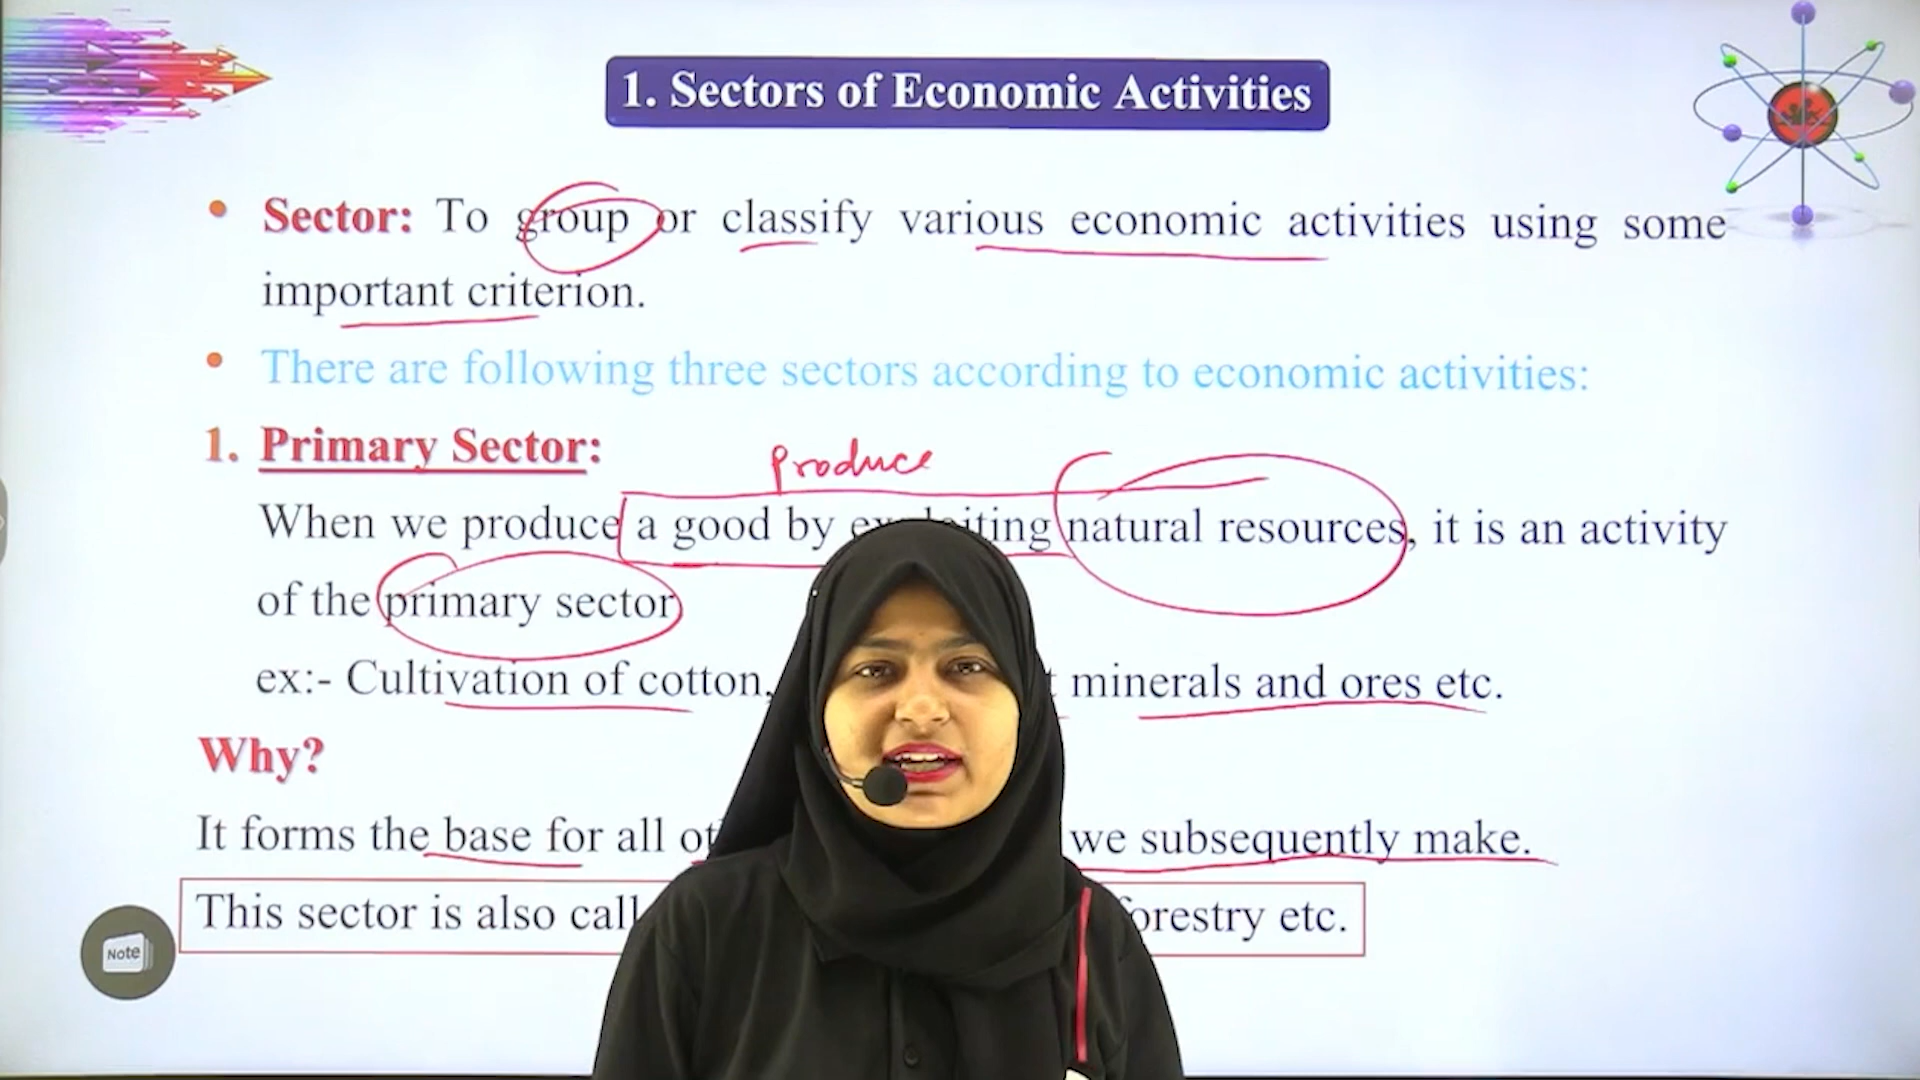 1. Sectors of Economic Activities
• Sector: To group or classify various economic activities using some
important criterion.
• There are following three sectors according to economic activities:
1. Primary Sector:
produce
When we produce a good by exploiting natural resources, it is an activity
of the primary sector
ex:- Cultivation of cotton, minerals and ores etc.
Why?
It forms the base for all we subsequently make.
This sector is also forestry etc.
Note